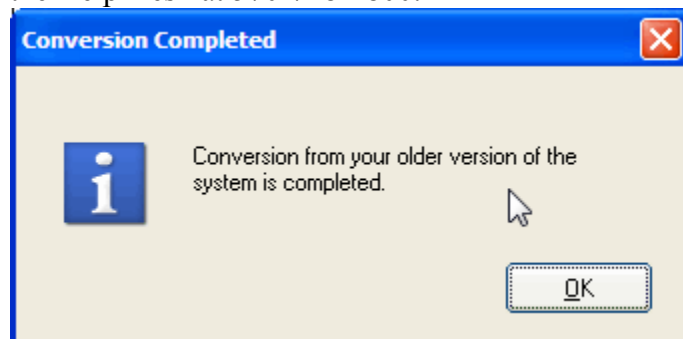 Conversion Completed
Conversion from your older version of the
system is completed.
OK